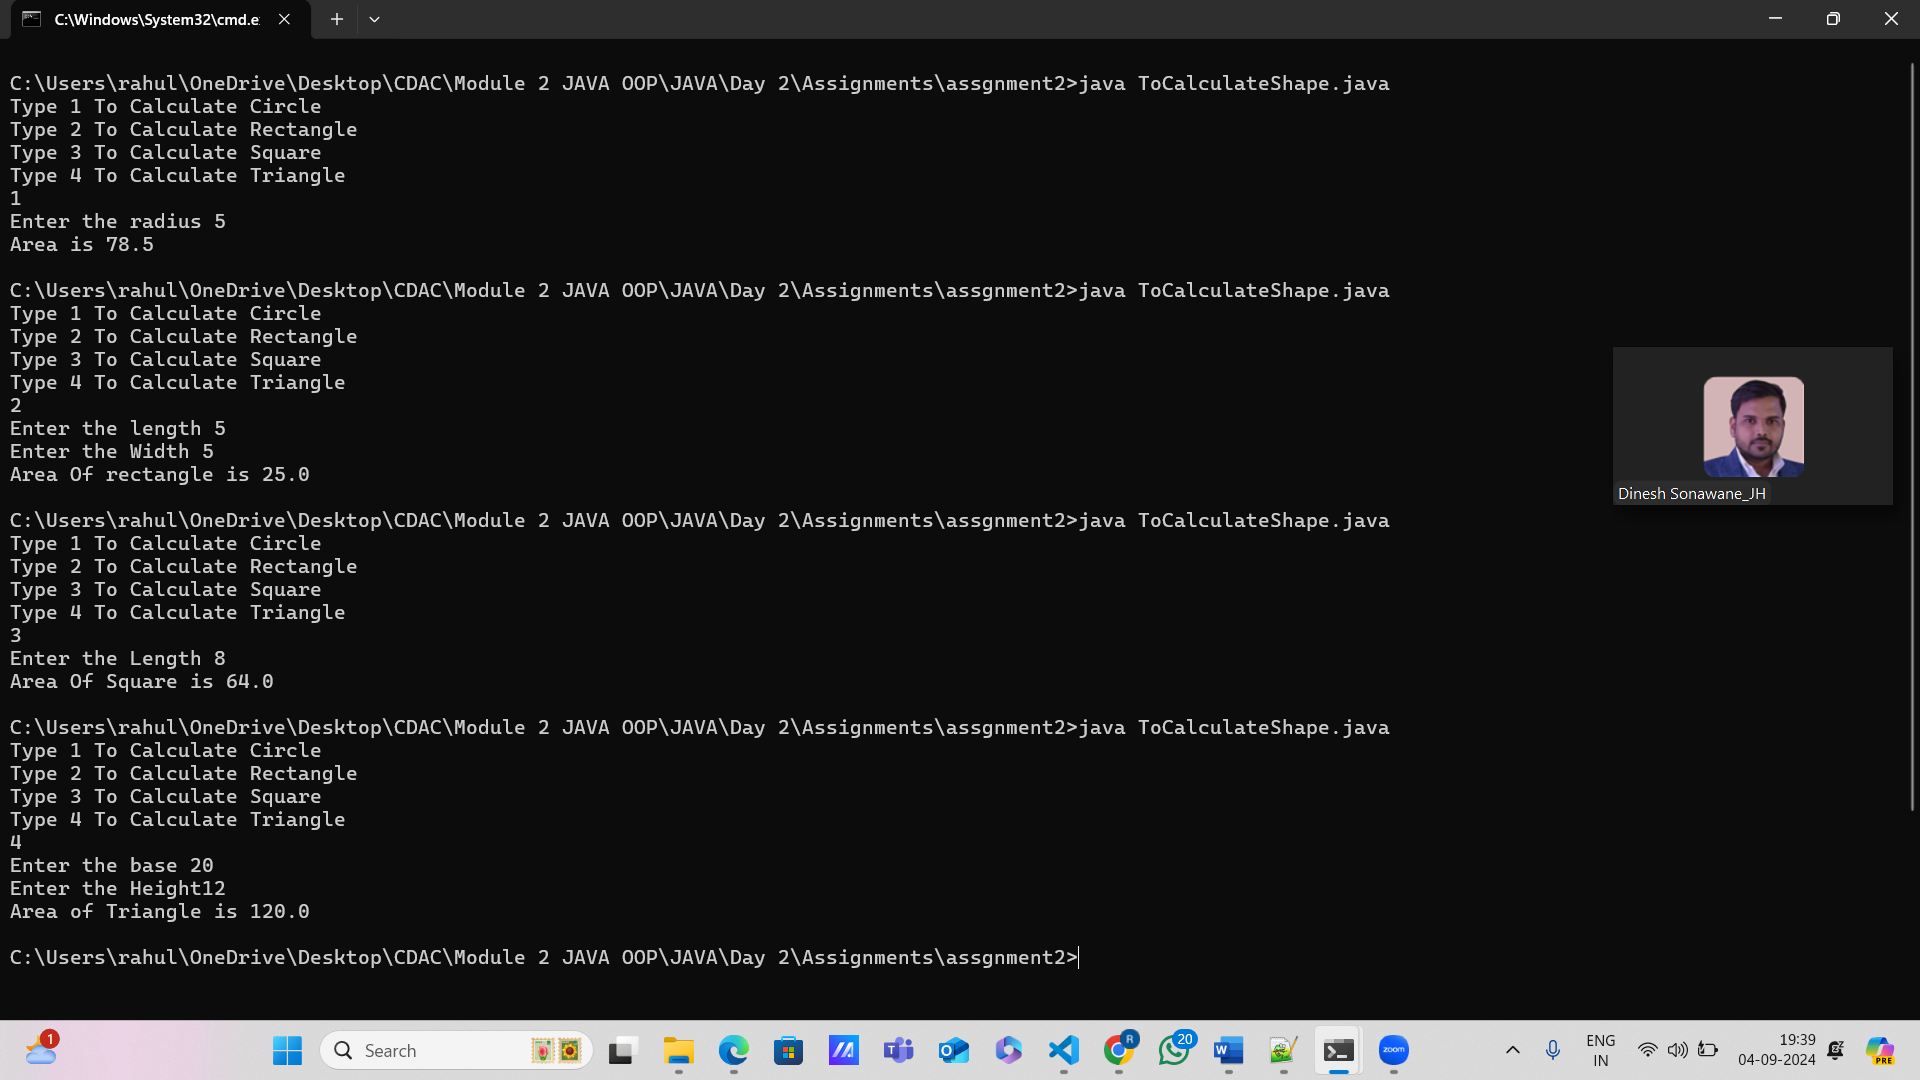 C:\Windows\System32\cmd.e
C:\Users\rahul\OneDrive\Desktop\CDAC\Module 2 JAVA OOP\JAVA\Day 2\Assignments\assgnment2>java ToCalculateShape.java
Type 1 To Calculate Circle
Type 2 To Calculate Rectangle
Type 3 To Calculate Square
Type 4 To Calculate Triangle
1
Enter the radius 5
Area is 78.5
C:\Users\rahul\OneDrive\Desktop\CDAC\Module 2 JAVA OOP\JAVA\Day 2\Assignments\assgnment2>java ToCalculateShape.java
Type 1 To Calculate Circle
Type 2 To Calculate Rectangle
Type 3 To Calculate Square
Type 4 To Calculate Triangle
2
Enter the length 5
Enter the Width 5
Area Of rectangle is 25.0
Dinesh Sonawane_JH
C:\Users\rahul\OneDrive\Desktop\CDAC\Module 2 JAVA OOP\JAVA\Day 2\Assignments\assgnment2>java ToCalculateShape.java
Type 1 To Calculate Circle
Type 2 To Calculate Rectangle
Type 3 To Calculate Square
Type 4 To Calculate Triangle
3
Enter the Length 8
Area Of Square is 64.0
C:\Users\rahul\OneDrive\Desktop\CDAC\Module 2 JAVA OOP\JAVA\Day 2\Assignments\assgnment2>java ToCalculateShape.java
Type 1 To Calculate Circle
Type 2 To Calculate Rectangle
Type 3 To Calculate Square
Type 4 To Calculate Triangle
4
Enter the base 20
Enter the Height12
Area of Triangle is 120.0
C:\Users\rahul\OneDrive\Desktop\CDAC\Module 2 JAVA OOP\JAVA\Day 2\Assignments\assgnment2>
1
Search
R
20
zoom
ENG
IN
19:39
04-09-2024
PRE